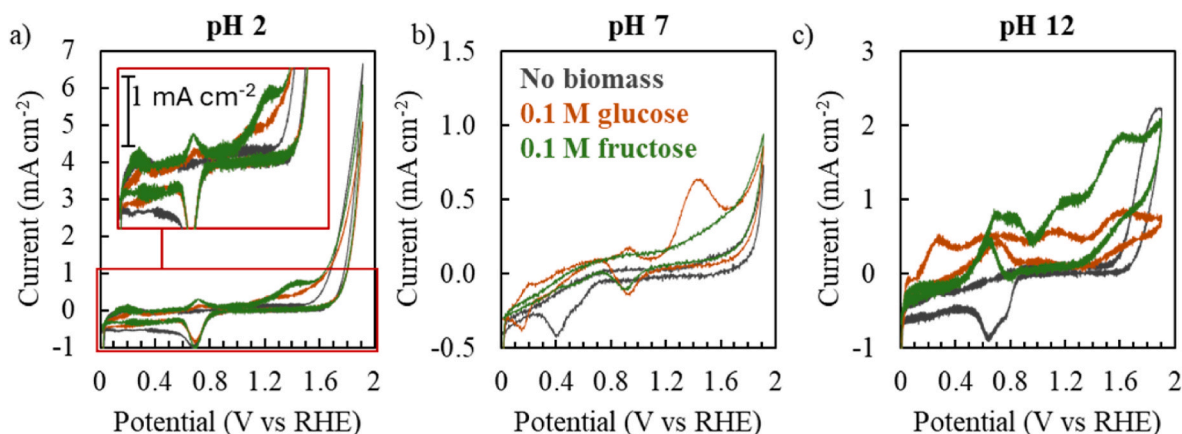 a)
pH 2
b)
pH 7
c)
pH 12
7
6
5
4
3
2
1
0
-1
Current (mA cm-2)
1 mA cm-2
0
0.4
0.8
1.2
1.6
2
Potential (V vs RHE)
1.5
1.0
0.5
0.0
-0.5
Current (mA cm-2)
No biomass
0.1 M glucose
0.1 M fructose
0
0.4
0.8
1.2
1.6
2
Potential (V vs RHE)
3
2
1
0
-1
Current (mA cm-2)
0
0.4
0.8
1.2
1.6
2
Potential (V vs RHE)